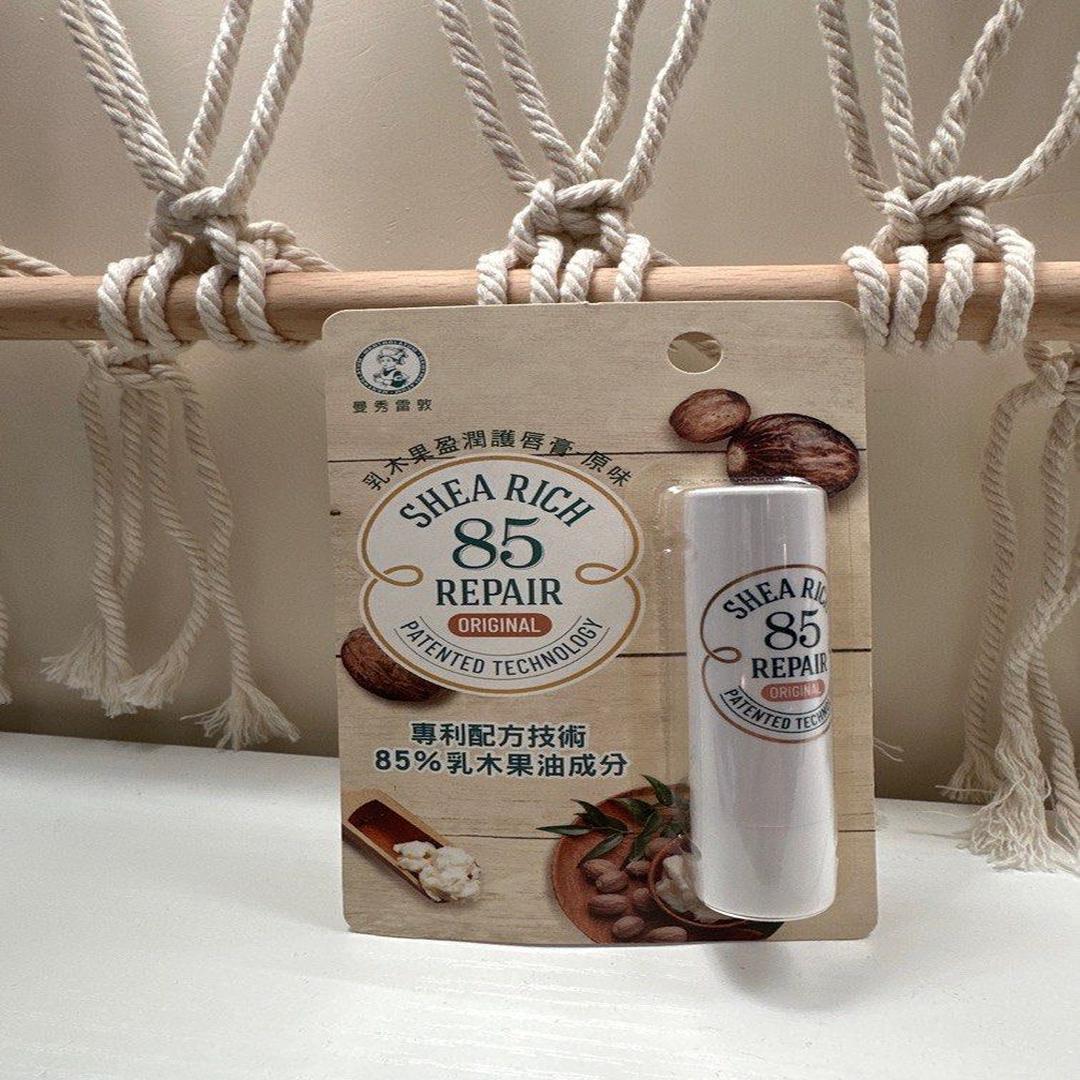 曼秀雷敦
乳木果盈潤護唇膏-原味
SHEA RICH
85
REPAIR
ORIGINAL
PATENTED TECHNOLOGY
專利配方技術
85%乳木果油成分
SHEA RIC
85
REPAIR
ORIGINAL
PATENTED TECHNO